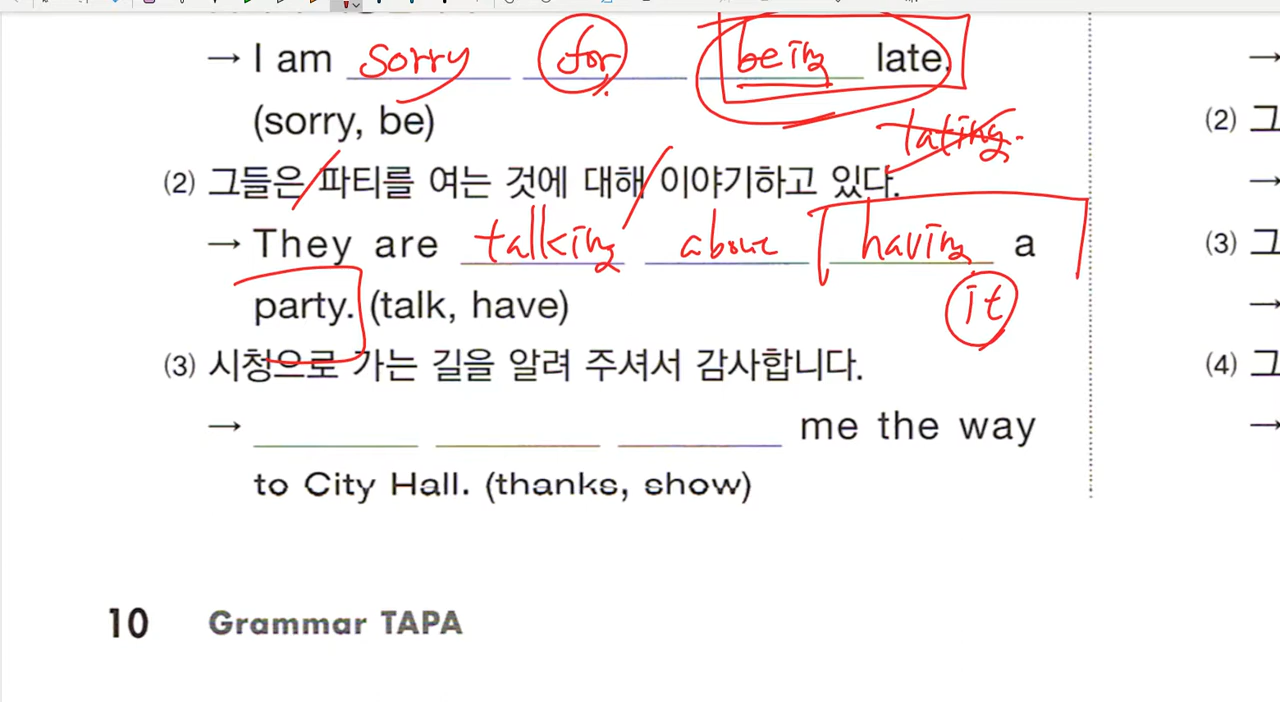 → I am sorry for being late.
(sorry, be)
(2) 그
tating.
(2) 그들은 파티를 여는 것에 대해 이야기하고 있다.
→ They are talking about having a
(3) 그
it
party. (talk, have)
(3) 시청으로 가는 길을 알려 주셔서 감사합니다.
(4) 그
→ me the way
to City Hall. (thanks, show)
10 Grammar TAPA